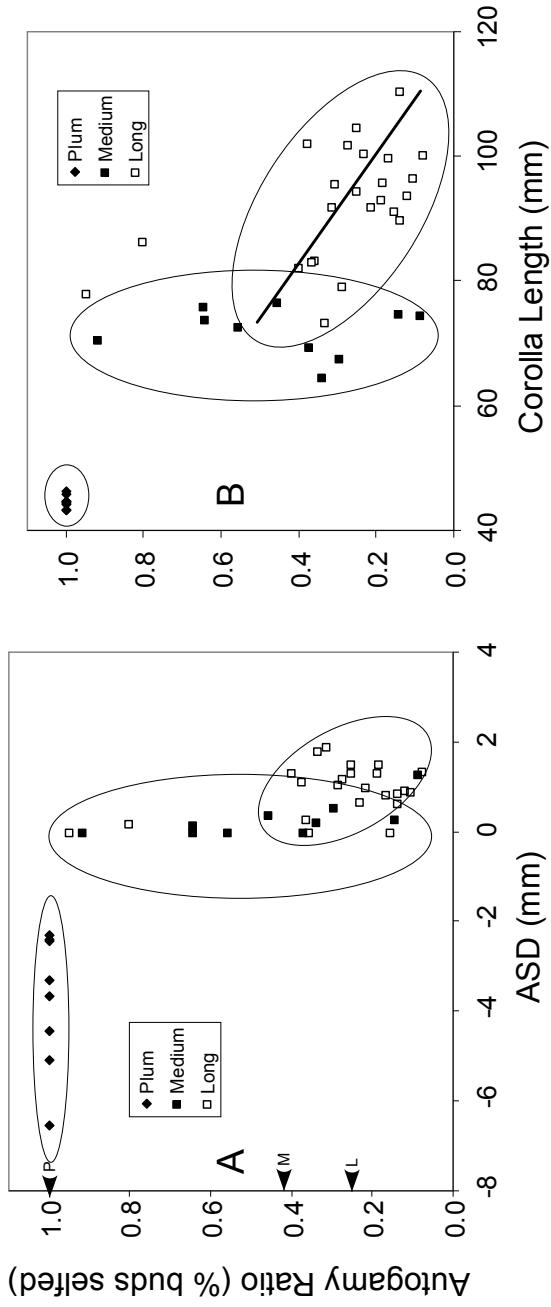 Autogamy Ratio (% buds selfed)
1.0
0.8
0.6
0.4
0.2
0.0
P
M
L
A
Plum
Medium
Long
-8
-6
-4
-2
0
2
4
ASD (mm)
1.0
0.8
0.6
0.4
0.2
0.0
B
Plum
Medium
Long
40
60
80
100
120
Corolla Length (mm)